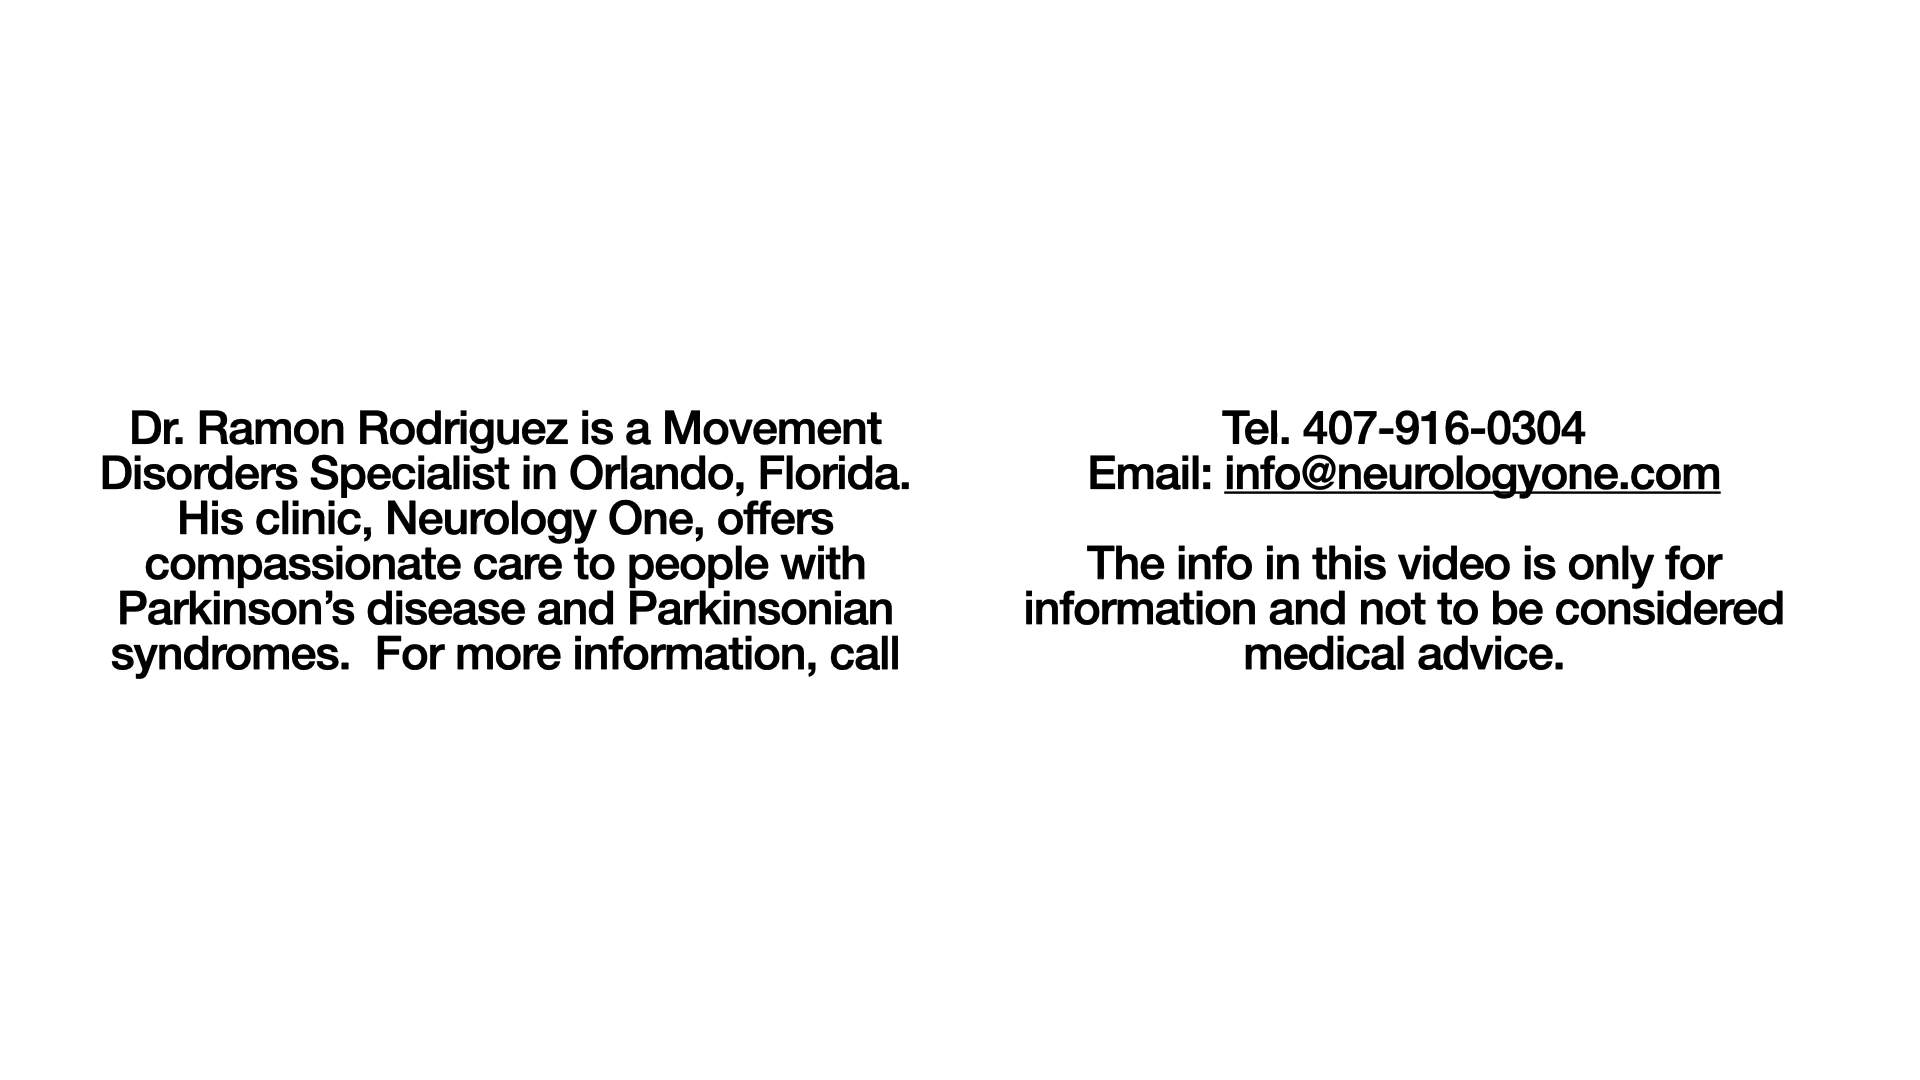 Dr. Ramon Rodriguez is a Movement
Disorders Specialist in Orlando, Florida.
His clinic, Neurology One, offers
compassionate care to people with
Parkinson’s disease and Parkinsonian
syndromes.  For more information, call
Tel. 407-916-0304
Email: info@neurologyone.com
The info in this video is only for
information and not to be considered
medical advice.